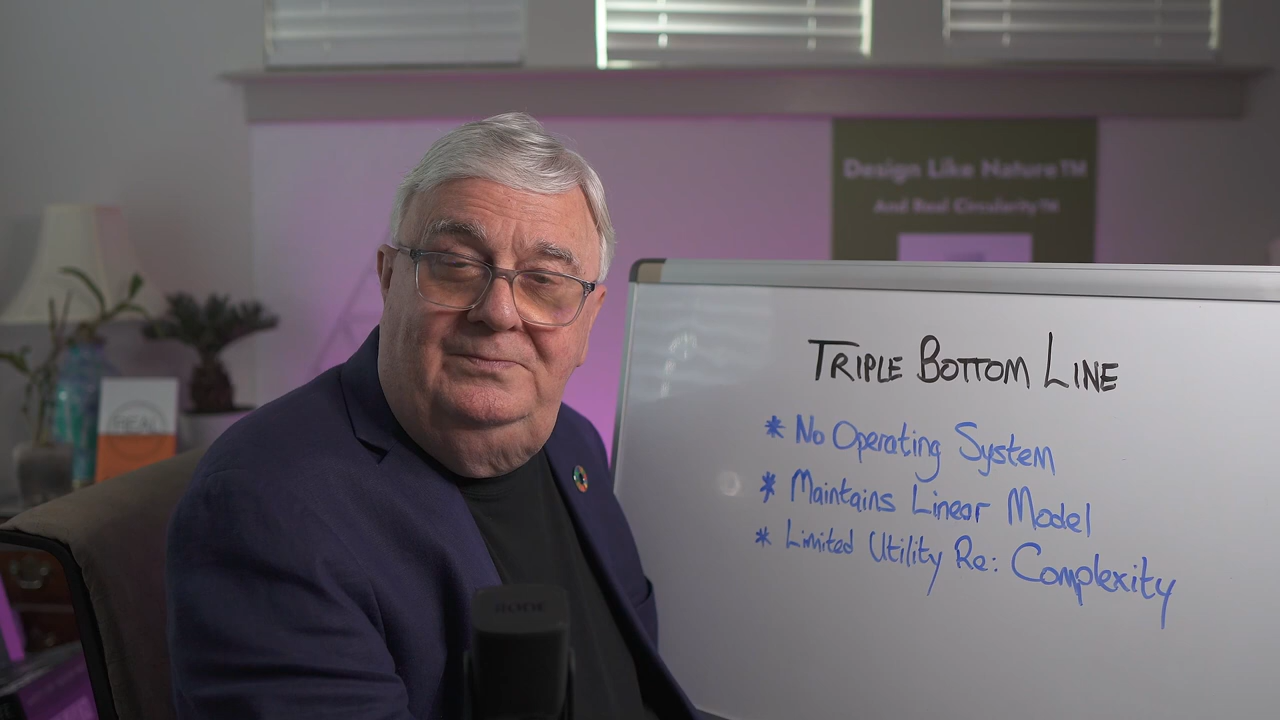 Design Like Nature™
And Real Circularity™
TRIPLE BOTTOM LINE
* No Operating System
* Maintains Linear Model
* Limited Utility Re: Complexity
RODE